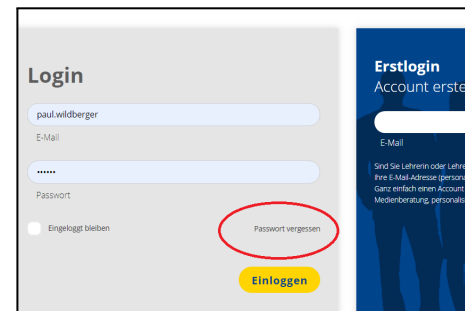 Login
paul.wildberger
E-Mail
••••••
Passwort
Eingeloggt bleiben
Passwort vergessen
Einloggen
Erstlogin
Account erste
E-Mail
Sind Sie Lehrerin oder Lehre
Ihre E-Mail-Adresse (persona
Ganz einfach einen Account
Medienberatung, personalis